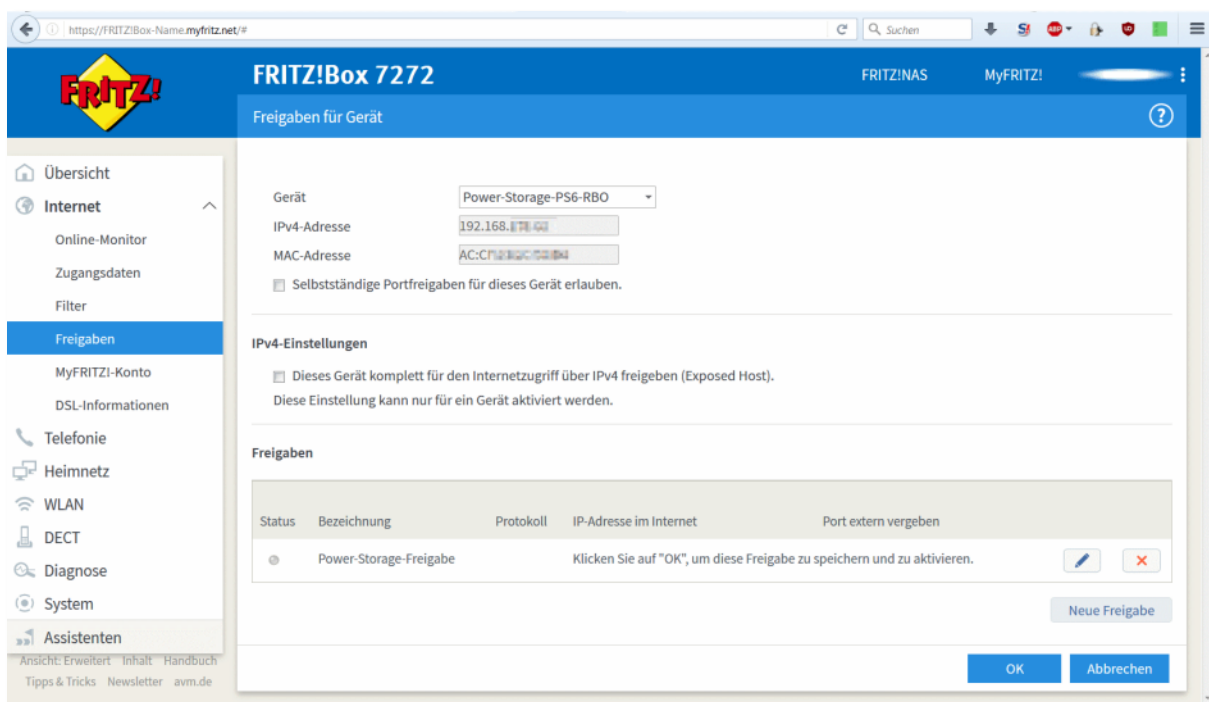 https://FRITZ!Box-Name.myfritz.net/#
Suchen
FRITZ!
FRITZ!Box 7272
FRITZ!NAS
MyFRITZ!
Freigaben für Gerät
?
Übersicht
Internet
Online-Monitor
Zugangsdaten
Filter
Freigaben
MyFRITZ!-Konto
DSL-Informationen
Telefonie
Heimnetz
WLAN
DECT
Diagnose
System
Assistenten
Ansicht: Erweitert Inhalt Handbuch
Tipps & Tricks Newsletter avm.de
Gerät Power-Storage-PS6-RBO
IPv4-Adresse 192.168.
MAC-Adresse
Selbstständige Portfreigaben für dieses Gerät erlauben.
IPv4-Einstellungen
Dieses Gerät komplett für den Internetzugriff über IPv4 freigeben (Exposed Host).
Diese Einstellung kann nur für ein Gerät aktiviert werden.
Freigaben
Status Bezeichnung Protokoll IP-Adresse im Internet Port extern vergeben
Power-Storage-Freigabe Klicken Sie auf "OK", um diese Freigabe zu speichern und zu aktivieren.
Neue Freigabe
OK Abbrechen